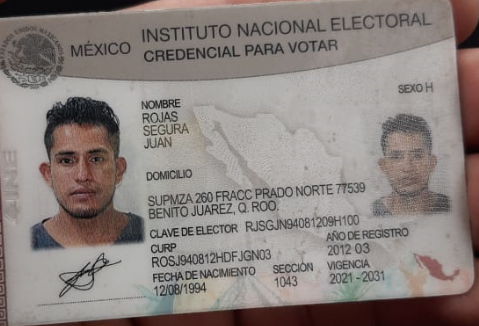 MÉXICO
INSTITUTO NACIONAL ELECTORAL
CREDENCIAL PARA VOTAR
SEXO H
NOMBRE
ROJAS
SEGURA
JUAN
DOMICILIO
SUPMZA 260 FRACC PRADO NORTE 77539
BENITO JUAREZ, Q. ROO.
CLAVE DE ELECTOR RJSGJN94081209H100
CURP
ROSJ940812HDFJGN03
AÑO DE REGISTRO
2012 03
FECHA DE NACIMIENTO
12/08/1994
SECCIÓN
1043
VIGENCIA
2021 - 2031